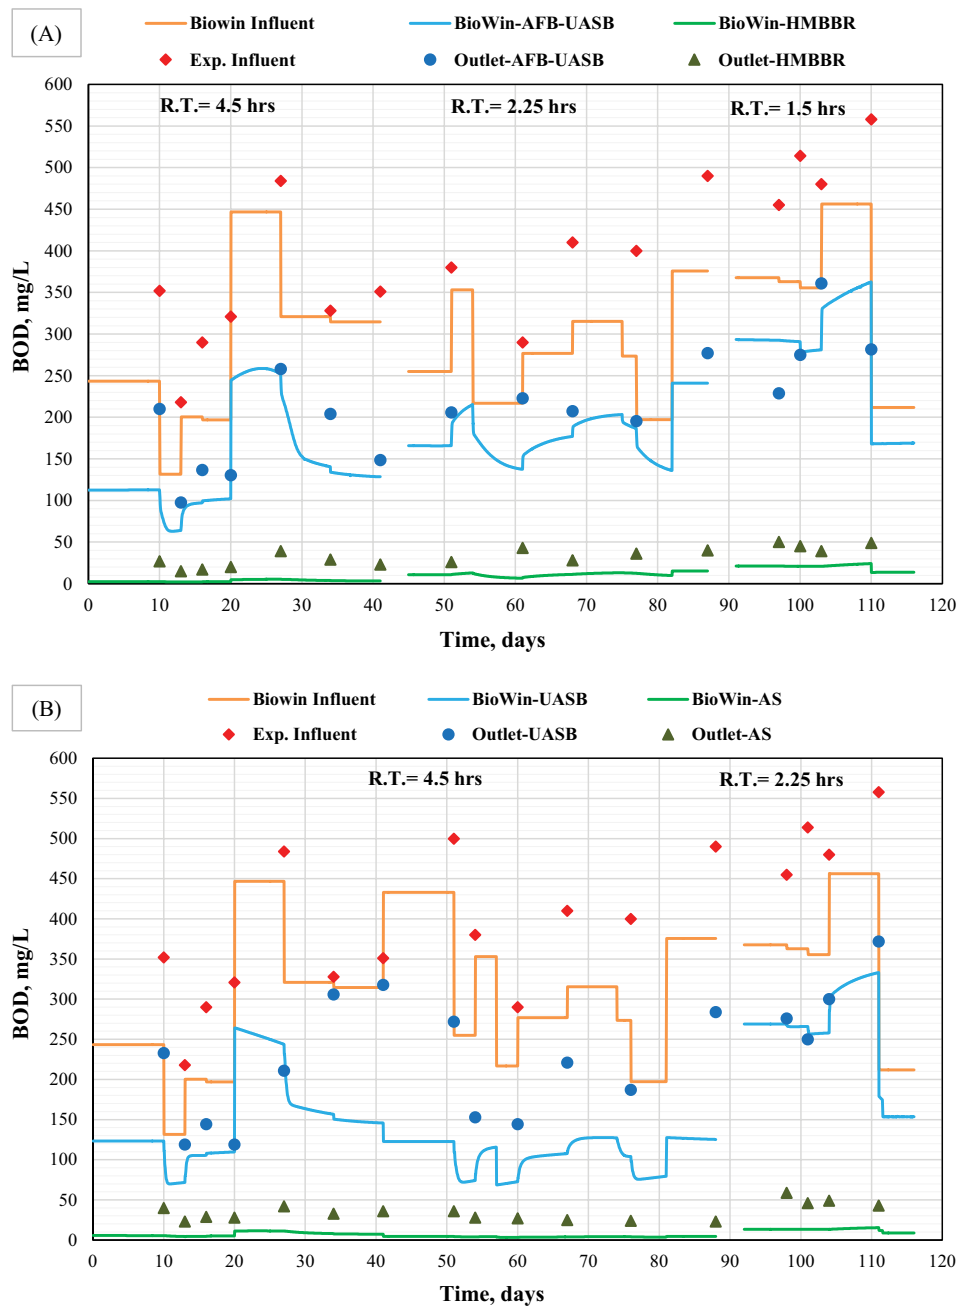 (A)
Biowin Influent BioWin-AFB-UASB BioWin-HMBBR
Exp. Influent Outlet-AFB-UASB Outlet-HMBBR
R.T.= 4.5 hrs R.T.= 2.25 hrs R.T.= 1.5 hrs
BOD, mg/L
600
550
500
450
400
350
300
250
200
150
100
50
0
0 10 20 30 40 50 60 70 80 90 100 110 120
Time, days
(B)
Biowin Influent BioWin-UASB BioWin-AS
Exp. Influent Outlet-UASB Outlet-AS
R.T.= 4.5 hrs R.T.= 2.25 hrs
BOD, mg/L
600
550
500
450
400
350
300
250
200
150
100
50
0
0 10 20 30 40 50 60 70 80 90 100 110 120
Time, days